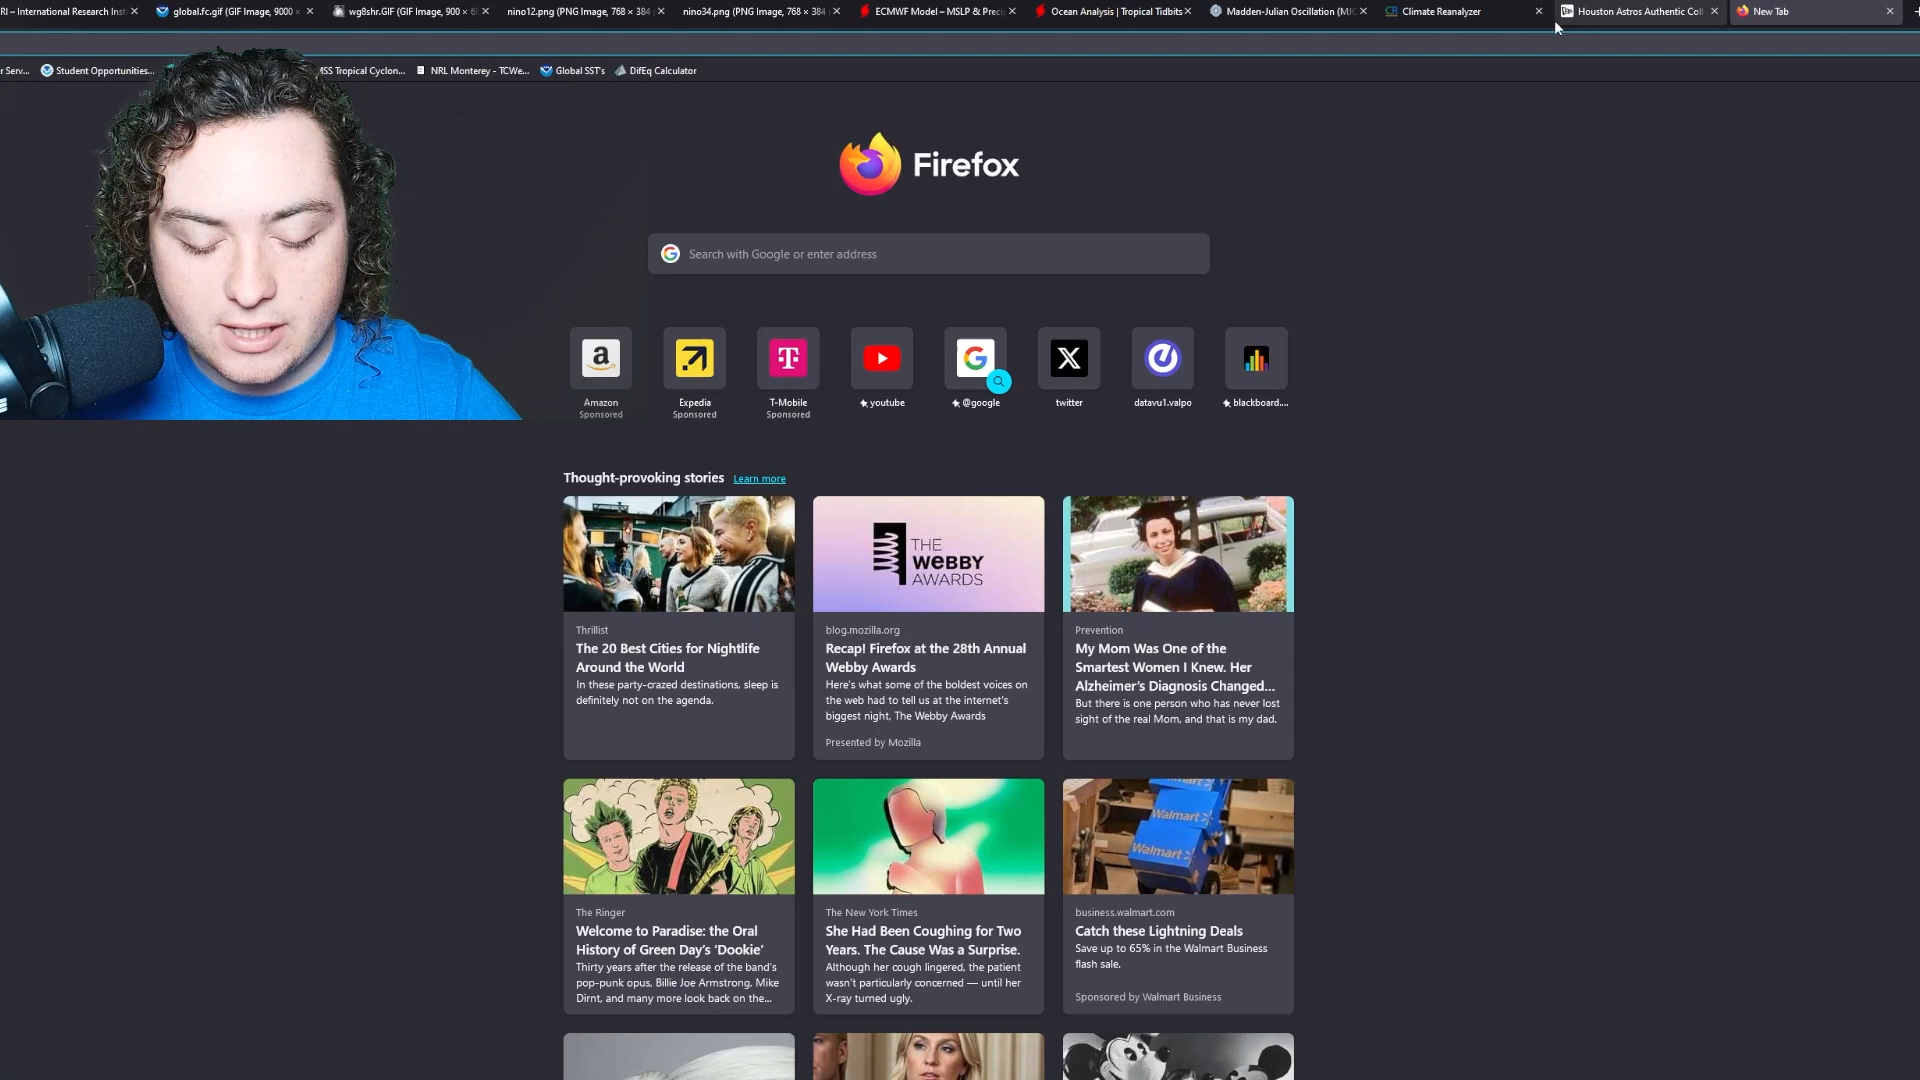 RI – International Research Inst
global.fc.gif (GIF Image, 9000
wg8shr.GIF (GIF Image, 900 × 6
nino12.png (PNG Image, 768 × 384
nino34.png (PNG Image, 768 × 384
ECMWF Model – MSLP & Preci
Ocean Analysis | Tropical Tidbits
Madden-Julian Oscillation (MJO
Climate Reanalyzer
CR
Houston Astros Authentic Coll
New Tab
r Serv...
Student Opportunities...
MSS Tropical Cyclon...
NRL Monterey - TCWe...
Global SST's
DifEq Calculator
Firefox
Search with Google or enter address
Amazon
Sponsored
Expedia
Sponsored
T-Mobile
Sponsored
youtube
@google
twitter
datavu1.valpo
blackboard....
Thought-provoking stories
Learn more
THE
WEBBY
AWARDS
Thrillist
The 20 Best Cities for Nightlife
Around the World
In these party-crazed destinations, sleep is
definitely not on the agenda.
blog.mozilla.org
Recap! Firefox at the 28th Annual
Webby Awards
Here's what some of the boldest voices on
the web had to tell us at the internet's
biggest night, The Webby Awards
Presented by Mozilla
Prevention
My Mom Was One of the
Smartest Women I Knew. Her
Alzheimer's Diagnosis Changed...
But there is one person who has never lost
sight of the real Mom, and that is my dad.
Walmart
Walmart
Walmart
The Ringer
Welcome to Paradise: the Oral
History of Green Day's 'Dookie'
Thirty years after the release of the band's
pop-punk opus, Billie Joe Armstrong, Mike
Dirnt, and many more look back on the...
The New York Times
She Had Been Coughing for Two
Years. The Cause Was a Surprise.
Although her cough lingered, the patient
wasn't particularly concerned — until her
X-ray turned ugly.
business.walmart.com
Catch these Lightning Deals
Save up to 65% in the Walmart Business
flash sale.
Sponsored by Walmart Business